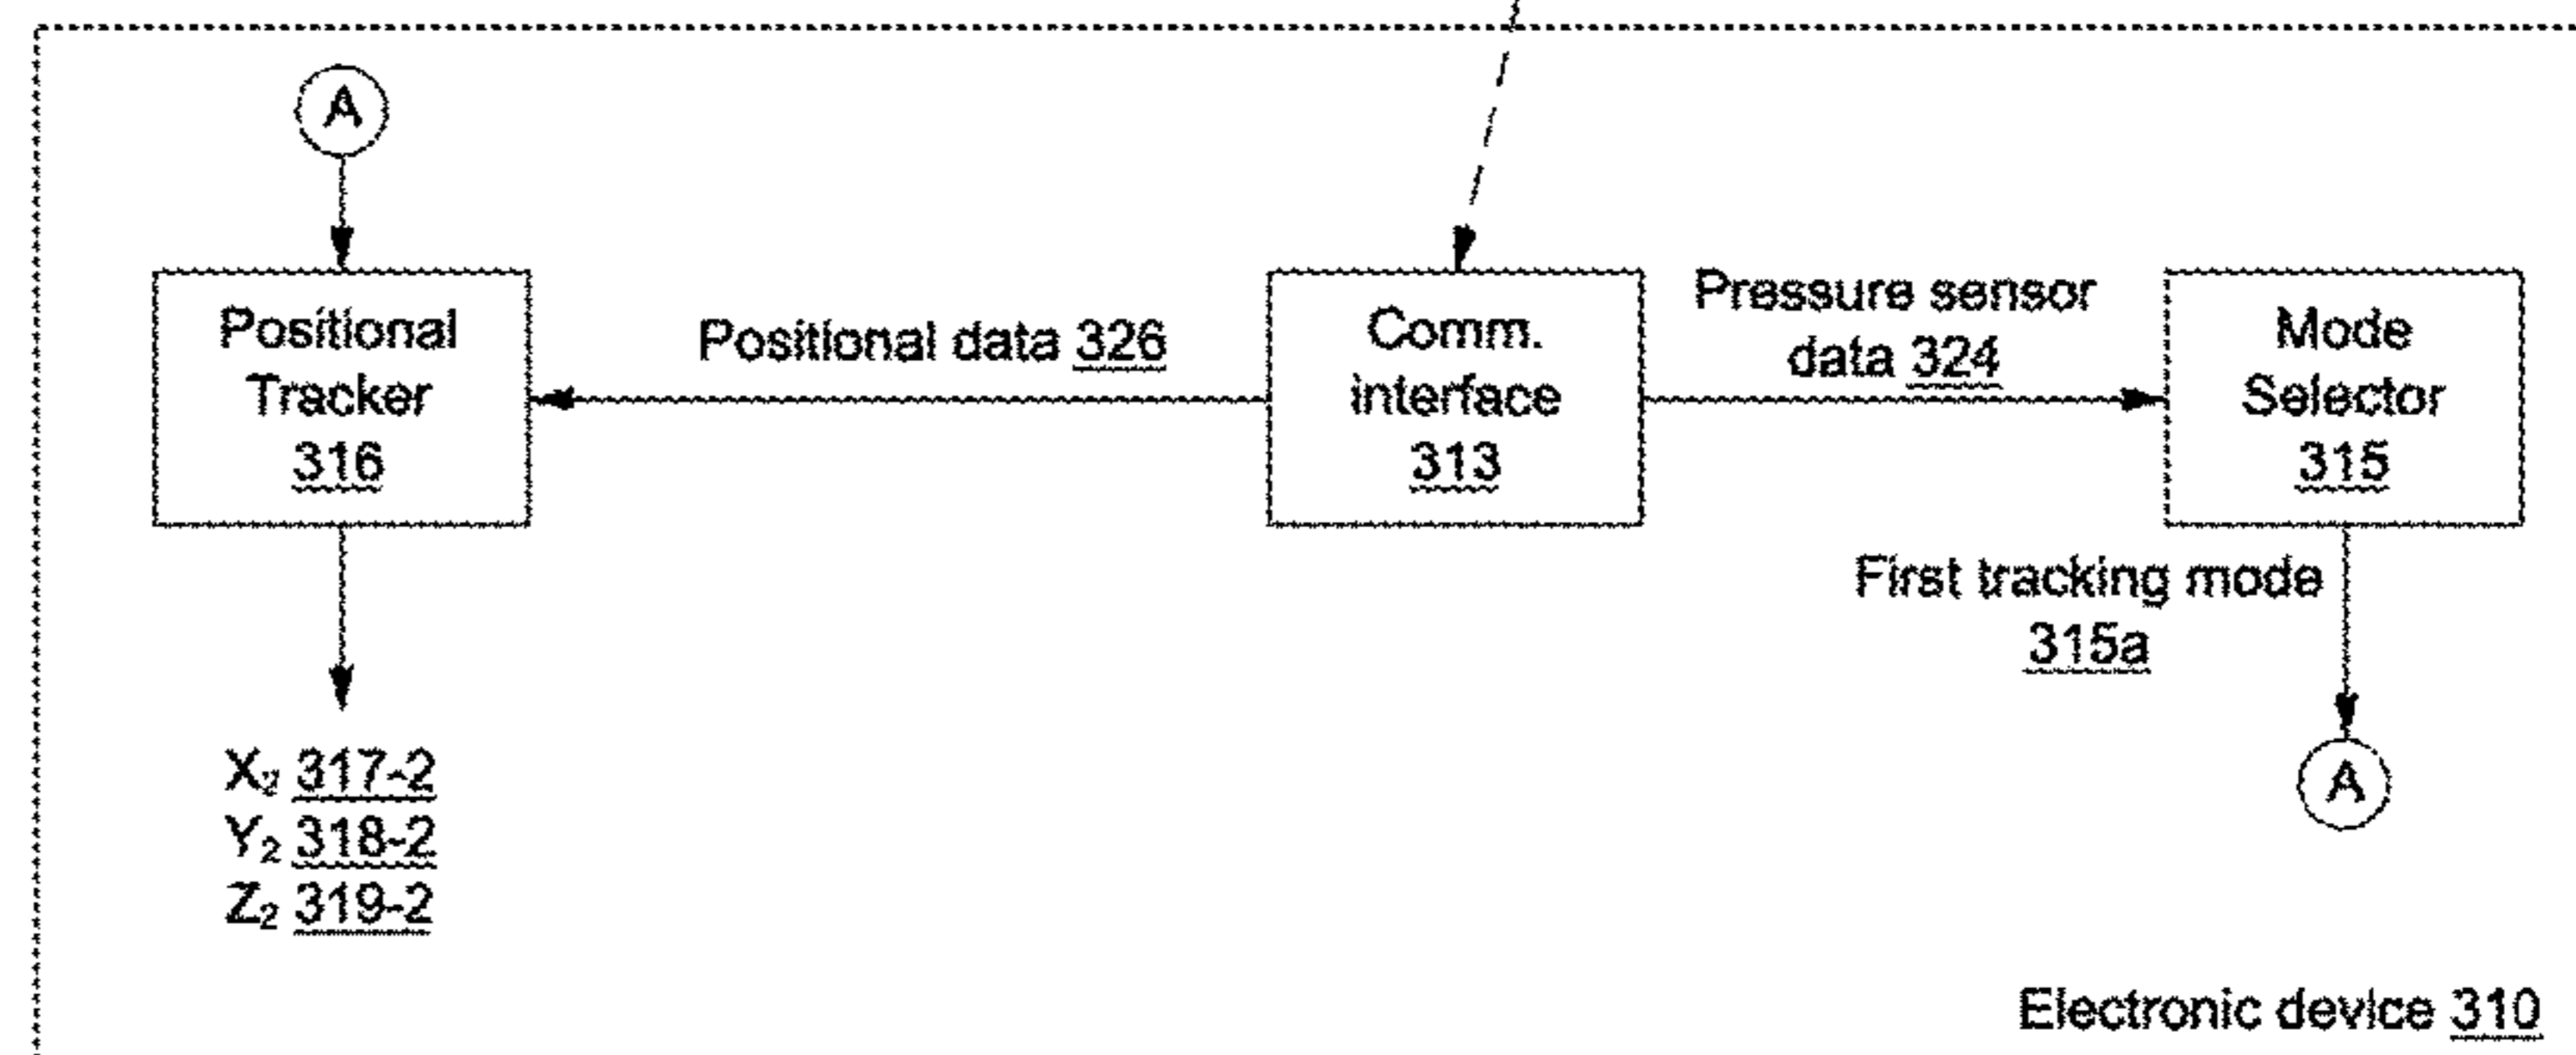 A
Positional
Tracker
316
Positional data 326
Comm.
interface
313
Pressure sensor
data 324
Mode
Selector
315
First tracking mode
315a
A
X₂ 317-2
Y₂ 318-2
Z₂ 319-2
Electronic device 310